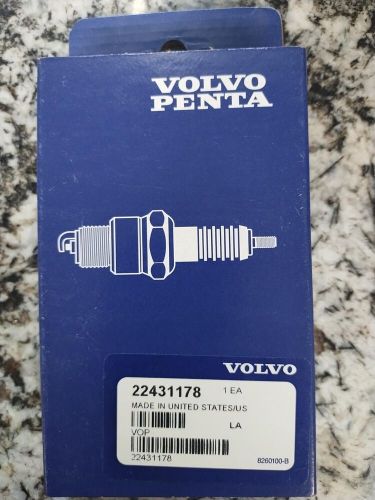 VOLVO
PENTA
VOLVO
22431178 1 EA
MADE IN UNITED STATES/US
LA
VOP
22431178
8260100-B